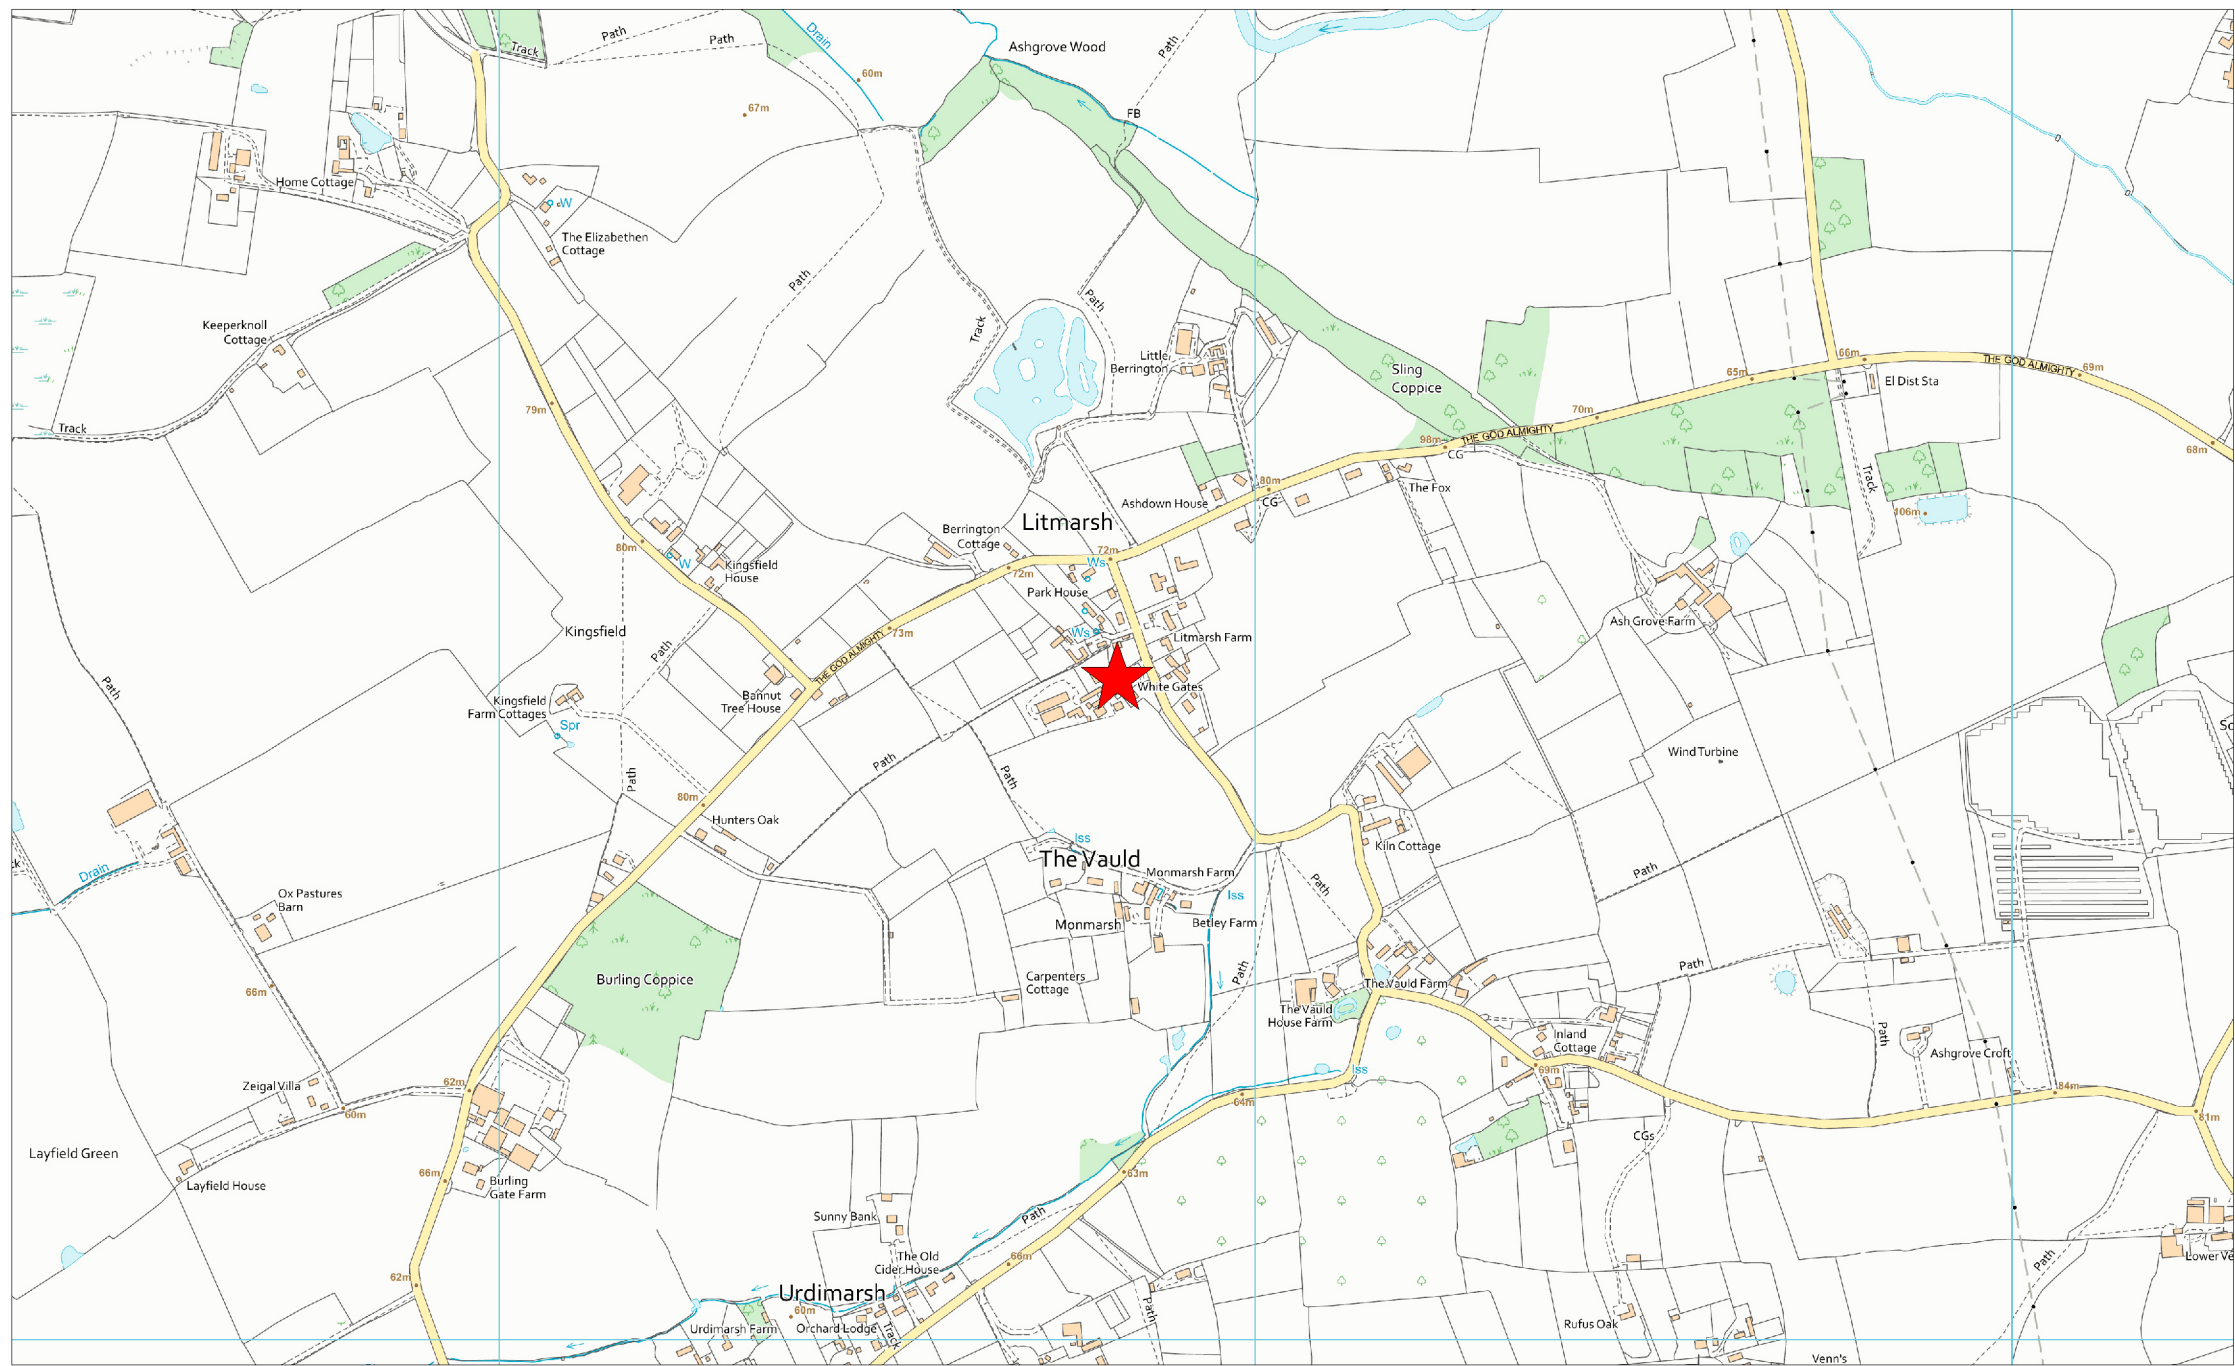 Track
Path
Path
Drain
60m
67m
Ashgrove Wood
Path
FB
Home Cottage
W
The Elizabethen
Cottage
Keeperknoll
Cottage
Path
Track
Path
Little
Berrington
Sling
Coppice
66m
65m
THE GOD ALMIGHTY
69m
El Dist Sta
79m
Track
70m
98m
THE GOD ALMIGHTY
CG
68m
Track
80m
CG
The Fox
Ashdown House
106m
Litmarsh
Berrington
Cottage
80m
W
Kingsfield
House
72m
Ws
72m
Park House
Ws
Litmarsh Farm
Ash Grove Farm
Kingsfield
Path
THE GOD ALMIGHTY
73m
White Gates
Path
Kingsfield
Farm Cottages
Spr
Bannut
Tree House
Path
Path
Path
Wind Turbine
80m
Hunters Oak
Iss
The Vauld
Kiln Cottage
Drain
Monmarsh Farm
Iss
Path
Path
Ox Pastures
Barn
Monmarsh
Betley Farm
Burling Coppice
66m
Carpenters
Cottage
Path
The Vauld Farm
Path
The Vauld
House Farm
Inland
Cottage
Path
Ashgrove Croft
62m
Zeigal Villa
60m
Iss
69m
64m
84m
81m
Layfield Green
CGs
66m
Layfield House
Burling
Gate Farm
63m
Sunny Bank
Path
The Old
Cider House
66m
Path
Lower Ve
62m
Urdimarsh
60m
Urdimarsh Farm
Orchard Lodge
Track
Path
Rufus Oak
Venn's